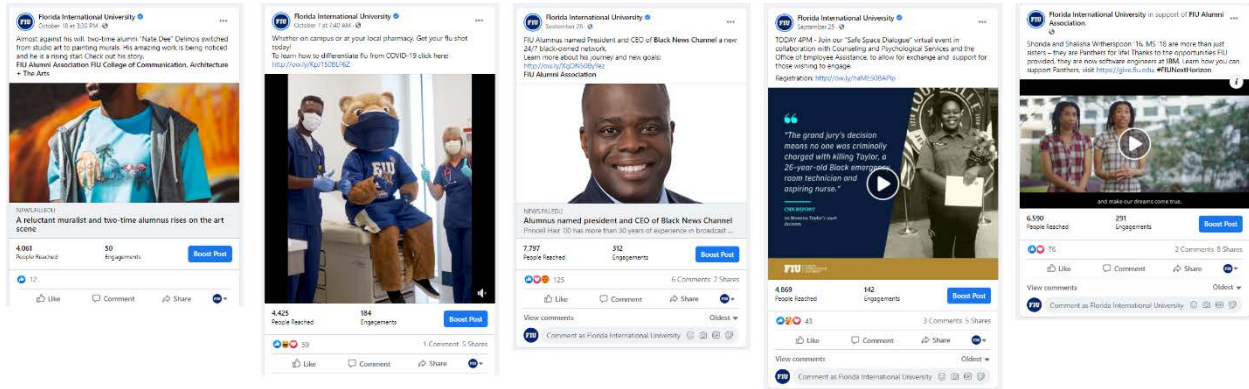 Florida International University
October 10 at 3:30 PM
Almost against his will, two-time alumni "Nate Dee" Delinois switched
from studio art to painting murals. His amazing work is being noticed
and he is a rising star! Check out his story.
FIU Alumni Association FIU College of Communication, Architecture
+ The Arts
NEWS.FIU.EDU
A reluctant muralist and two-time alumnus rises on the art
scene
4,061
50
People Reached
Engagements
Boost Post
12
Like
Comment
Share
Florida International University
October 7 at 7:40 AM
Whether on campus or at your local pharmacy. Get your flu shot
today!
To learn how to differentiate flu from COVID-19 click here:
FIU
4,425
184
People Reached
Engagements
Boost Post
59
1 Comment 5 Shares
Like
Comment
Share
Florida International University
September 26
FIU Alumnus named President and CEO of Black News Channel a new
24/7 black-owned network.
Learn more about his journey and new goals:
FIU Alumni Association
NEWS.FIU.EDU
Alumnus named president and CEO of Black News Channel
Princell Hair '00 has more than 30 years of experience in broadcast ...
7,797
312
People Reached
Engagements
Boost Post
125
6 Comments 7 Shares
Like
Comment
Share
View comments
Oldest
Comment as Florida International University
Florida International University
September 25
TODAY 4PM - Join our "Safe Space Dialogue" virtual event in
collaboration with Counseling and Psychological Services and the
Office of Employee Assistance, to allow for exchange and support for
those wishing to engage.
Registration:
"The grand jury's decision
means no one was criminally
charged with killing Taylor, a
26-year-old Black emergency
room technician and
aspiring nurse."
CNN REPORT
on Breonna Taylor's court
decision
FIU
4,869
142
People Reached
Engagements
Boost Post
43
3 Comments 5 Shares
Like
Comment
Share
View comments
Oldest
Comment as Florida International University
Florida International University in support of FIU Alumni
Association.
Shonda and Shalisha Witherspoon '16, MS '18 are more than just
sisters – they are Panthers for life! Thanks to the opportunities FIU
provided, they are now software engineers at IBM. Learn how you can
support Panthers, visit https://give.fiu.edu #FIUNextHorizon
and make our dreams come true.
6,590
291
People Reached
Engagements
Boost Post
76
2 Comments 8 Shares
Like
Comment
Share
View comments
Oldest
Comment as Florida International University